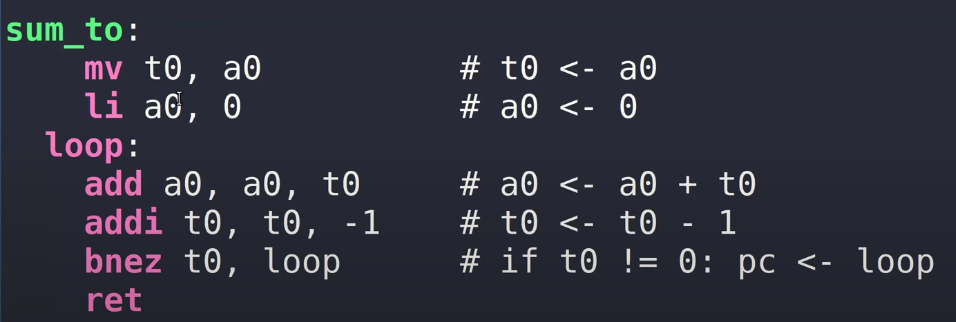 sum_to:
    mv t0, a0          # t0 <- a0
    li a0, 0           # a0 <- 0
  loop:
    add a0, a0, t0     # a0 <- a0 + t0
    addi t0, t0, -1    # t0 <- t0 - 1
    bnez t0, loop      # if t0 != 0: pc <- loop
    ret